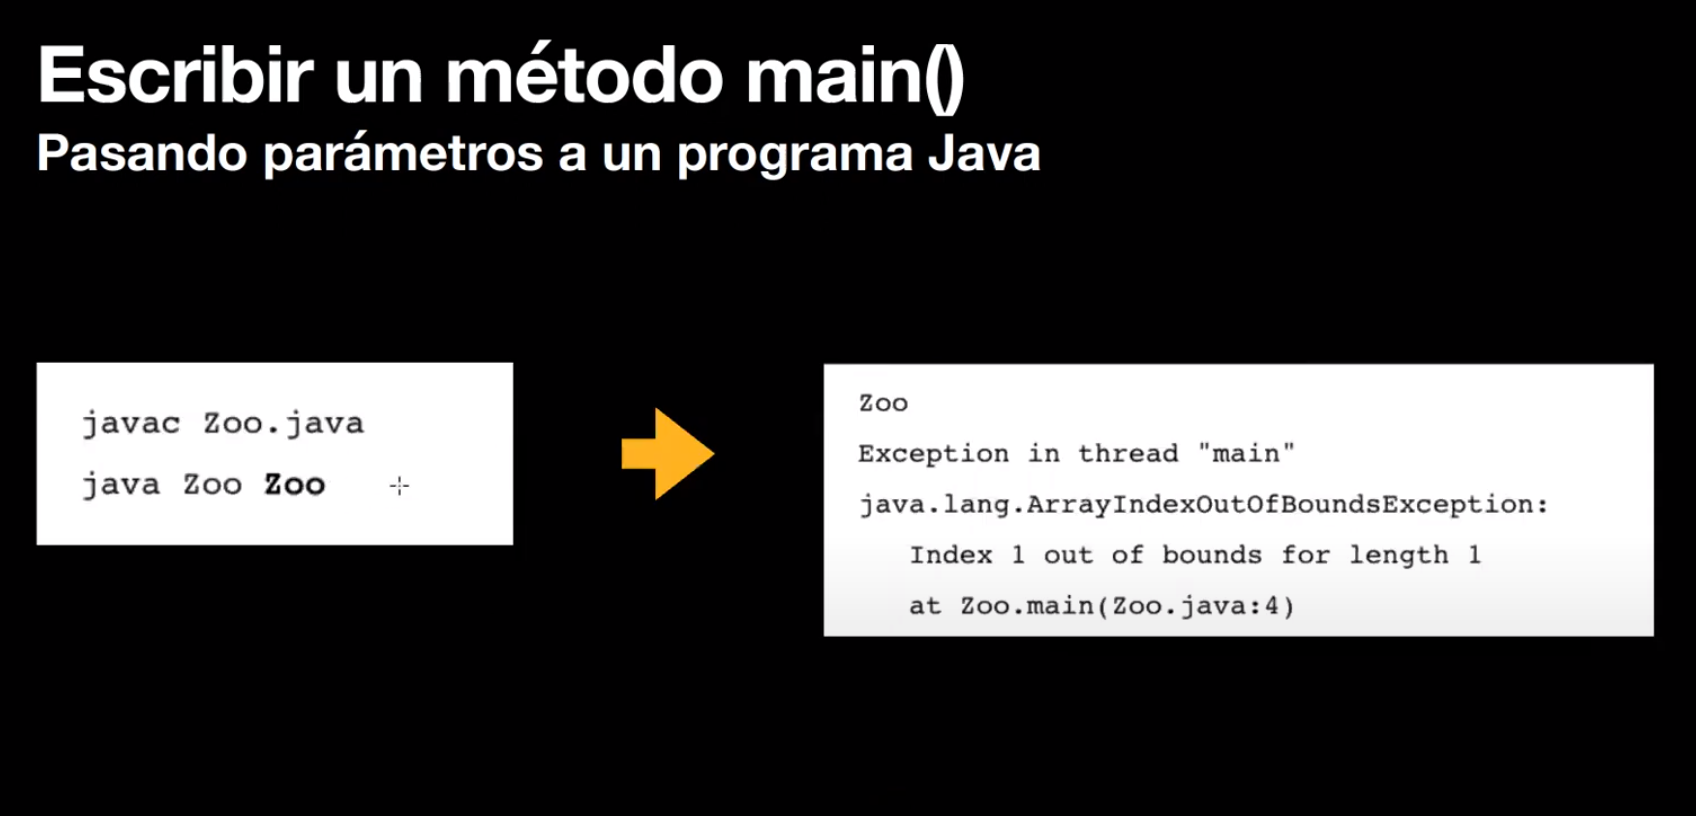 Escribir un método main()
Pasando parámetros a un programa Java
javac Zoo.java
java Zoo Zoo
Zoo
Exception in thread "main"
java.lang.ArrayIndexOutOfBoundsException:
Index 1 out of bounds for length 1
at Zoo.main(Zoo.java:4)